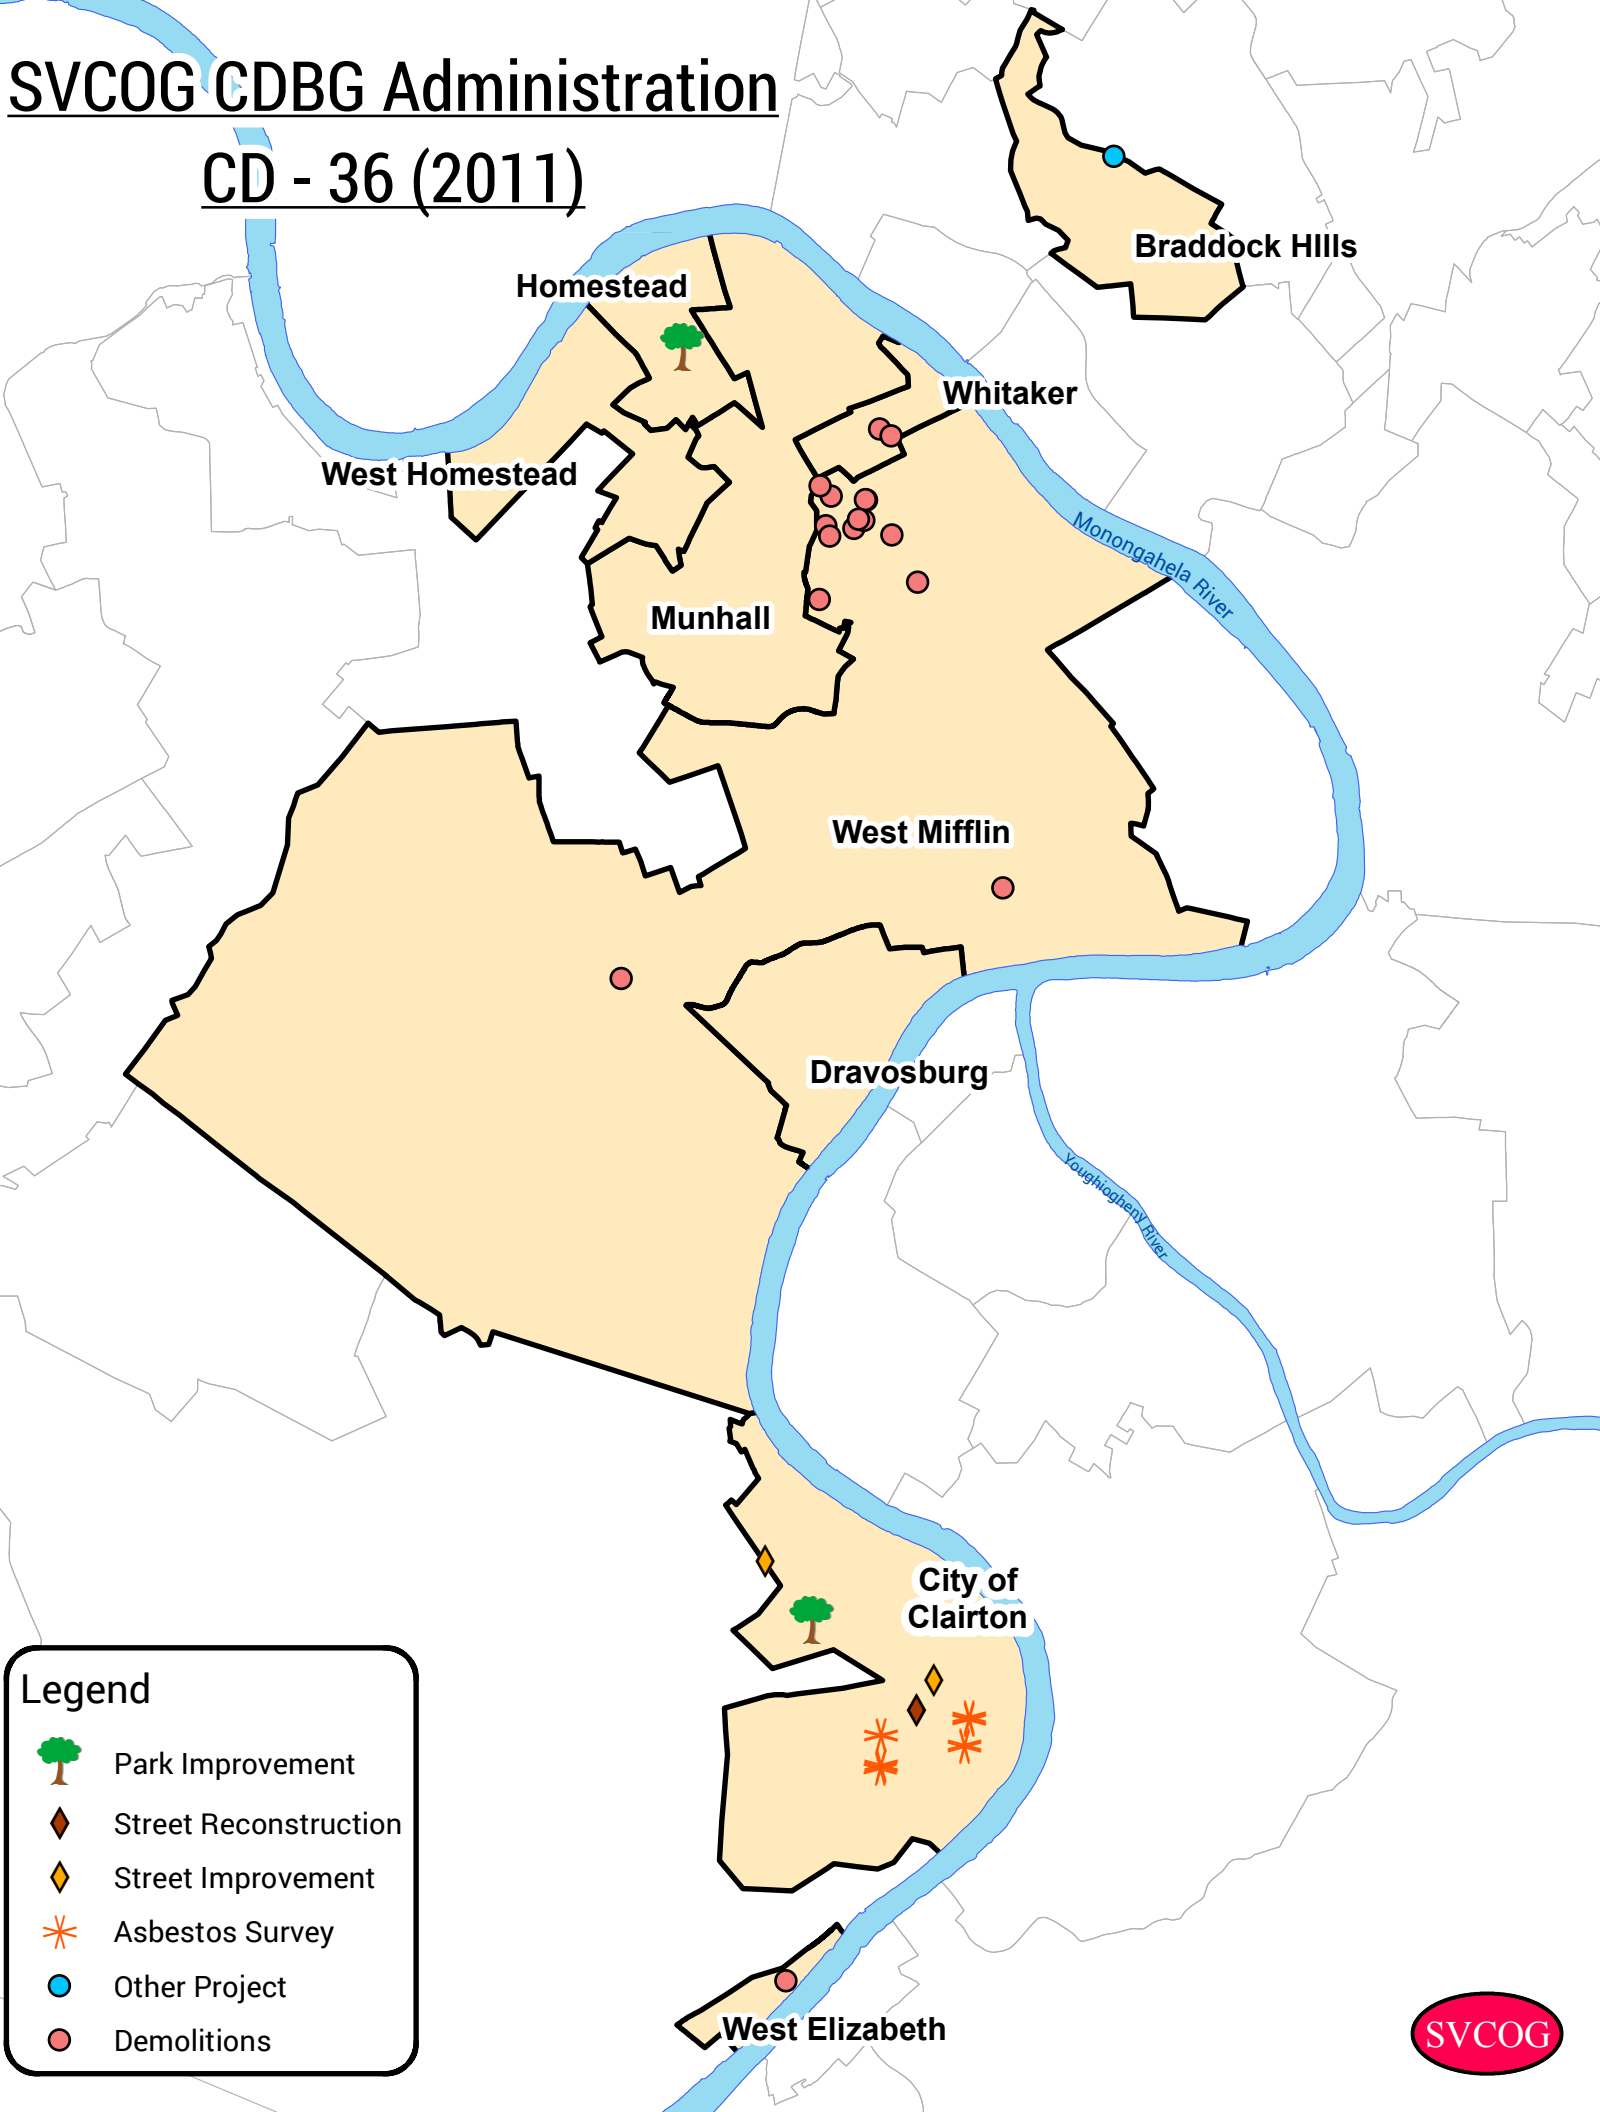 SVCOG CDBG Administration
CD - 36 (2011)
Braddock HIlls
Homestead
Whitaker
West Homestead
Monongahela River
Munhall
West Mifflin
Dravosburg
Youghiogheny River
City of
Clairton
Legend
Park Improvement
Street Reconstruction
Street Improvement
Asbestos Survey
Other Project
Demolitions
West Elizabeth
SVCOG